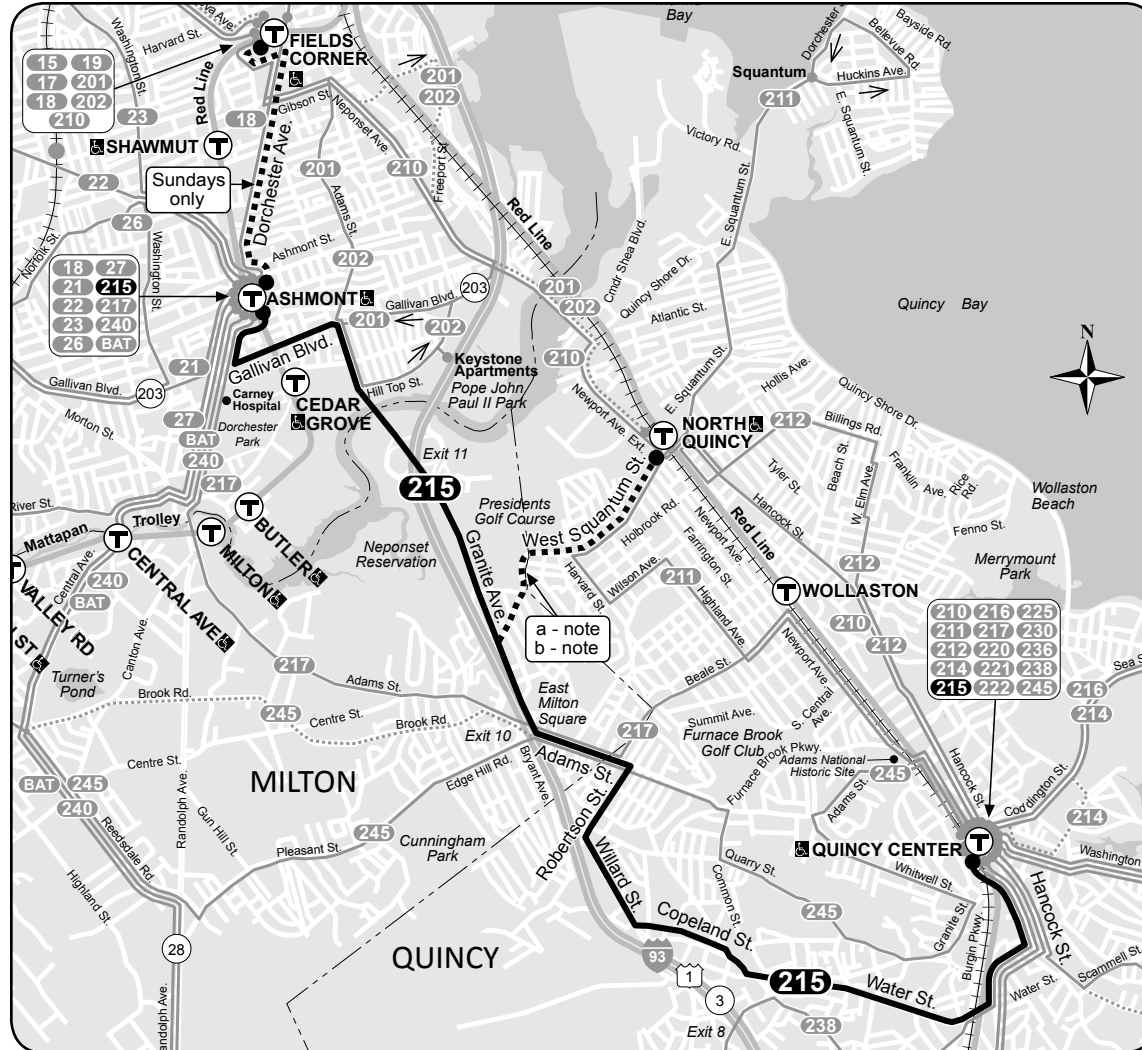 Bay
Harvard St.
Washington St.
FIELDS
CORNER
15 19
17 201
18 202
210
23
Red Line
18
Gibson St.
Neponset Ave.
201
202
SHAWMUT
Sundays
only
Dorchester Ave.
201
Adams St.
210
Freeport St.
22
26
Norfolk St.
Washington St.
Ashmont St.
202
Red Line
Squantum
211
Bayside Rd.
Bellevue Rd.
Huckins Ave.
E. Squantum St.
Victory Rd.
E. Squantum St.
Cmdr Shea Blvd.
Quincy Shore Dr.
Atlantic St.
Quincy Bay
N
18 27
21 215
22 217
23 240
26 BAT
ASHMONT
201
Gallivan Blvd.
203
202
201
202
210
21
Gallivan Blvd.
Gallivan Blvd.
203
Keystone
Apartments
Pope John
Paul II Park
Hill Top St.
Carney
Hospital
CEDAR
GROVE
Dorchester
Park
Morton St.
27
BAT
240
217
Exit 11
215
Newport Ave. Ext.
E. Squantum St.
NORTH
QUINCY
Hollis Ave.
Quincy Shore Dr.
212
Billings Rd.
Beach St.
W. Elm Ave.
Franklin Ave.
Rice Rd.
Tyler St.
Hancock St.
Fenno St.
Wollaston
Beach
Merrymount
Park
River St.
Mattapan
Trolley
BUTLER
MILTON
CENTRAL AVE
VALLEY RD
Central Ave.
240
BAT
Neponset
Reservation
Presidents
Golf Course
Granite Ave.
West Squantum St.
Holbrook Rd.
Newport Ave.
Red Line
Farrington St.
Harvard St.
Wilson Ave.
211
Highland Ave.
212
WOLLASTON
a - note
b - note
210
212
210 216 225
211 217 230
212 220 236
214 221 238
215 222 245
Canton Ave.
Turner's
Pond
217
Adams St.
Brook Rd.
245
Centre St.
Brook Rd.
Exit 10
East
Milton
Square
Beale St.
217
Newport Ave
S. Central
Ave.
Summit Ave.
Furnace Brook
Golf Club
Furnace Brook Pkwy.
Adams National
Historic Site
245
Adams St.
216
214
Centre St.
MILTON
Randolph Ave.
Gun Hill St.
Edge Hill Rd.
Bryant Ave.
Adams St.
Robertson St.
Hancock St.
Coddington St.
214
BAT 245
240
Reedsdale Rd.
Pleasant St.
245
Cunningham
Park
Highland St.
Willard St.
Quarry St.
Common St.
QUINCY CENTER
Whitwell St.
Washington
Hancock St.
Copeland St.
245
Granite St.
Burgin Pkwy.
QUINCY
28
93
1
3
215
Water St.
Water St.
Scammell St.
238
Exit 8